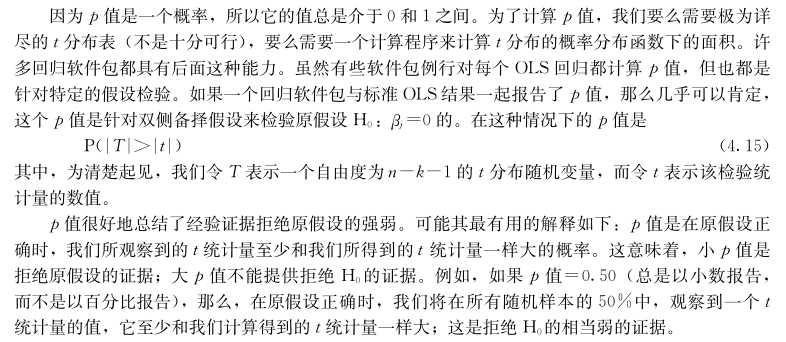 因为 p 值是一个概率，所以它的值总是介于 0 和 1 之间。为了计算 p 值，我们要么需要极为详
尽的 t 分布表（不是十分可行），要么需要一个计算程序来计算 t 分布的概率分布函数下的面积。许
多回归软件包都具有后面这种能力。虽然有些软件包例行对每个 OLS 回归都计算 p 值，但也都是
针对特定的假设检验。如果一个回归软件包与标准 OLS 结果一起报告了 p 值，那么几乎可以肯定，
这个 p 值是针对双侧备择假设来检验原假设 H₀：βⱼ＝0 的。在这种情况下的 p 值是
P(|T|＞|t|) (4.15)
其中，为清楚起见，我们令 T 表示一个自由度为 n－k－1 的 t 分布随机变量，而令 t 表示该检验统
计量的数值。
p 值很好地总结了经验证据拒绝原假设的强弱。可能其最有用的解释如下：p 值是在原假设正
确时，我们所观察到的 t 统计量至少和我们所得到的 t 统计量一样大的概率。这意味着，小 p 值是
拒绝原假设的证据；大 p 值不能提供拒绝 H₀的证据。例如，如果 p 值＝0.50（总是以小数报告，
而不是以百分比报告），那么，在原假设正确时，我们将在所有随机样本的 50％中，观察到一个 t
统计量的值，它至少和我们计算得到的 t 统计量一样大；这是拒绝 H₀的相当弱的证据。